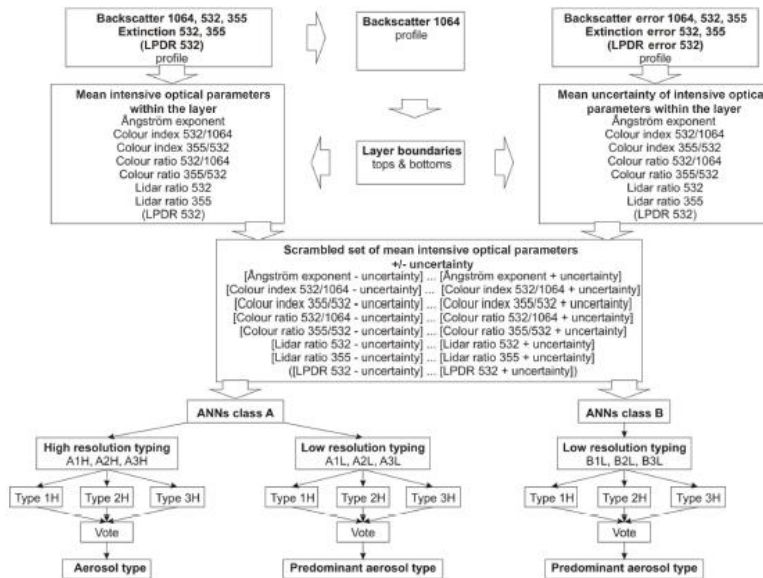 Backscatter 1064, 532, 355
Extinction 532, 355
(LPDR 532)
profile
Backscatter 1064
profile
Backscatter error 1064, 532, 355
Extinction error 532, 355
(LPDR error 532)
profile
Mean intensive optical parameters
within the layer
Ångström exponent
Colour index 532/1064
Colour index 355/532
Colour ratio 532/1064
Colour ratio 355/532
Lidar ratio 532
Lidar ratio 355
(LPDR 532)
Layer boundaries
tops & bottoms
Mean uncertainty of intensive optical
parameters within the layer
Ångström exponent
Colour index 532/1064
Colour index 355/532
Colour ratio 532/1064
Colour ratio 355/532
Lidar ratio 532
Lidar ratio 355
(LPDR 532)
Scrambled set of mean intensive optical parameters
+/- uncertainty
[Ångström exponent - uncertainty] ... [Ångström exponent + uncertainty]
[Colour index 532/1064 - uncertainty] ... [Colour index 532/1064 + uncertainty]
[Colour index 355/532 - uncertainty] ... [Colour index 355/532 + uncertainty]
[Colour ratio 532/1064 - uncertainty] ... [Colour ratio 532/1064 + uncertainty]
[Colour ratio 355/532 - uncertainty] ... [Colour ratio 355/532 + uncertainty]
[Lidar ratio 532 - uncertainty] ... [Lidar ratio 532 + uncertainty]
[Lidar ratio 355 - uncertainty] ... [Lidar ratio 355 + uncertainty]
([LPDR 532 - uncertainty] ... [LPDR 532 + uncertainty])
ANNs class A
ANNs class B
High resolution typing
A1H, A2H, A3H
Low resolution typing
A1L, A2L, A3L
Low resolution typing
B1L, B2L, B3L
Type 1H
Type 2H
Type 3H
Type 1H
Type 2H
Type 3H
Type 1H
Type 2H
Type 3H
Vote
Vote
Vote
Aerosol type
Predominant aerosol type
Predominant aerosol type